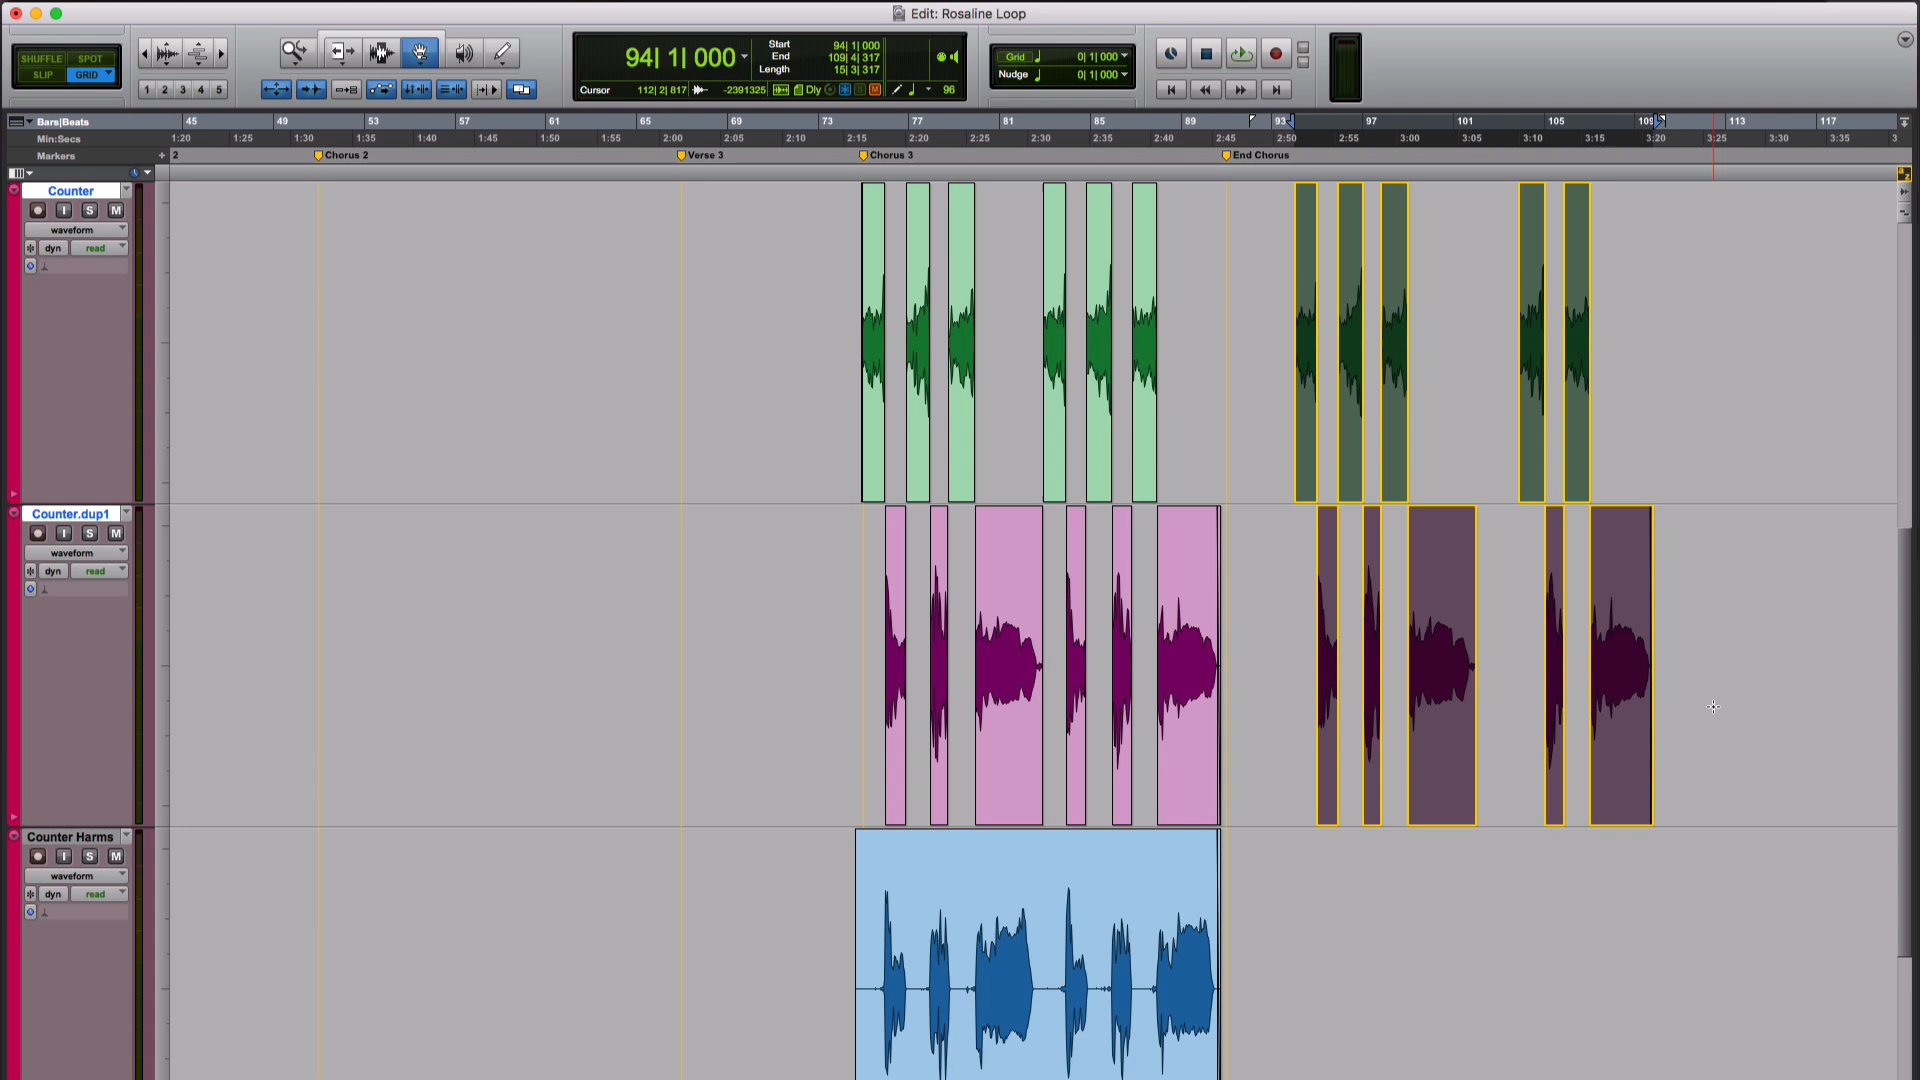 Edit: Rosaline Loop
SHUFFLE SPOT
SLIP GRID
1 2 3 4 5
94| 1| 000
Start 94| 1| 000
End 109| 4| 317
Length 15| 3| 317
Cursor 112| 2| 817 -2391325 Dly S M 96
Grid 0| 1| 000
Nudge 0| 1| 000
Bars|Beats 45 49 53 57 61 65 69 73 77 81 85 89 93 97 101 105 109 113 117
Min:Secs 1:20 1:25 1:30 1:35 1:40 1:45 1:50 1:55 2:00 2:05 2:10 2:15 2:20 2:25 2:30 2:35 2:40 2:45 2:50 2:55 3:00 3:05 3:10 3:15 3:20 3:25 3:30 3:35 3
Markers + 2 Chorus 2 Verse 3 Chorus 3 End Chorus
a z
Counter
I S M
waveform
dyn read
Counter.dup1
I S M
waveform
dyn read
Counter Harms
I S M
waveform
dyn read